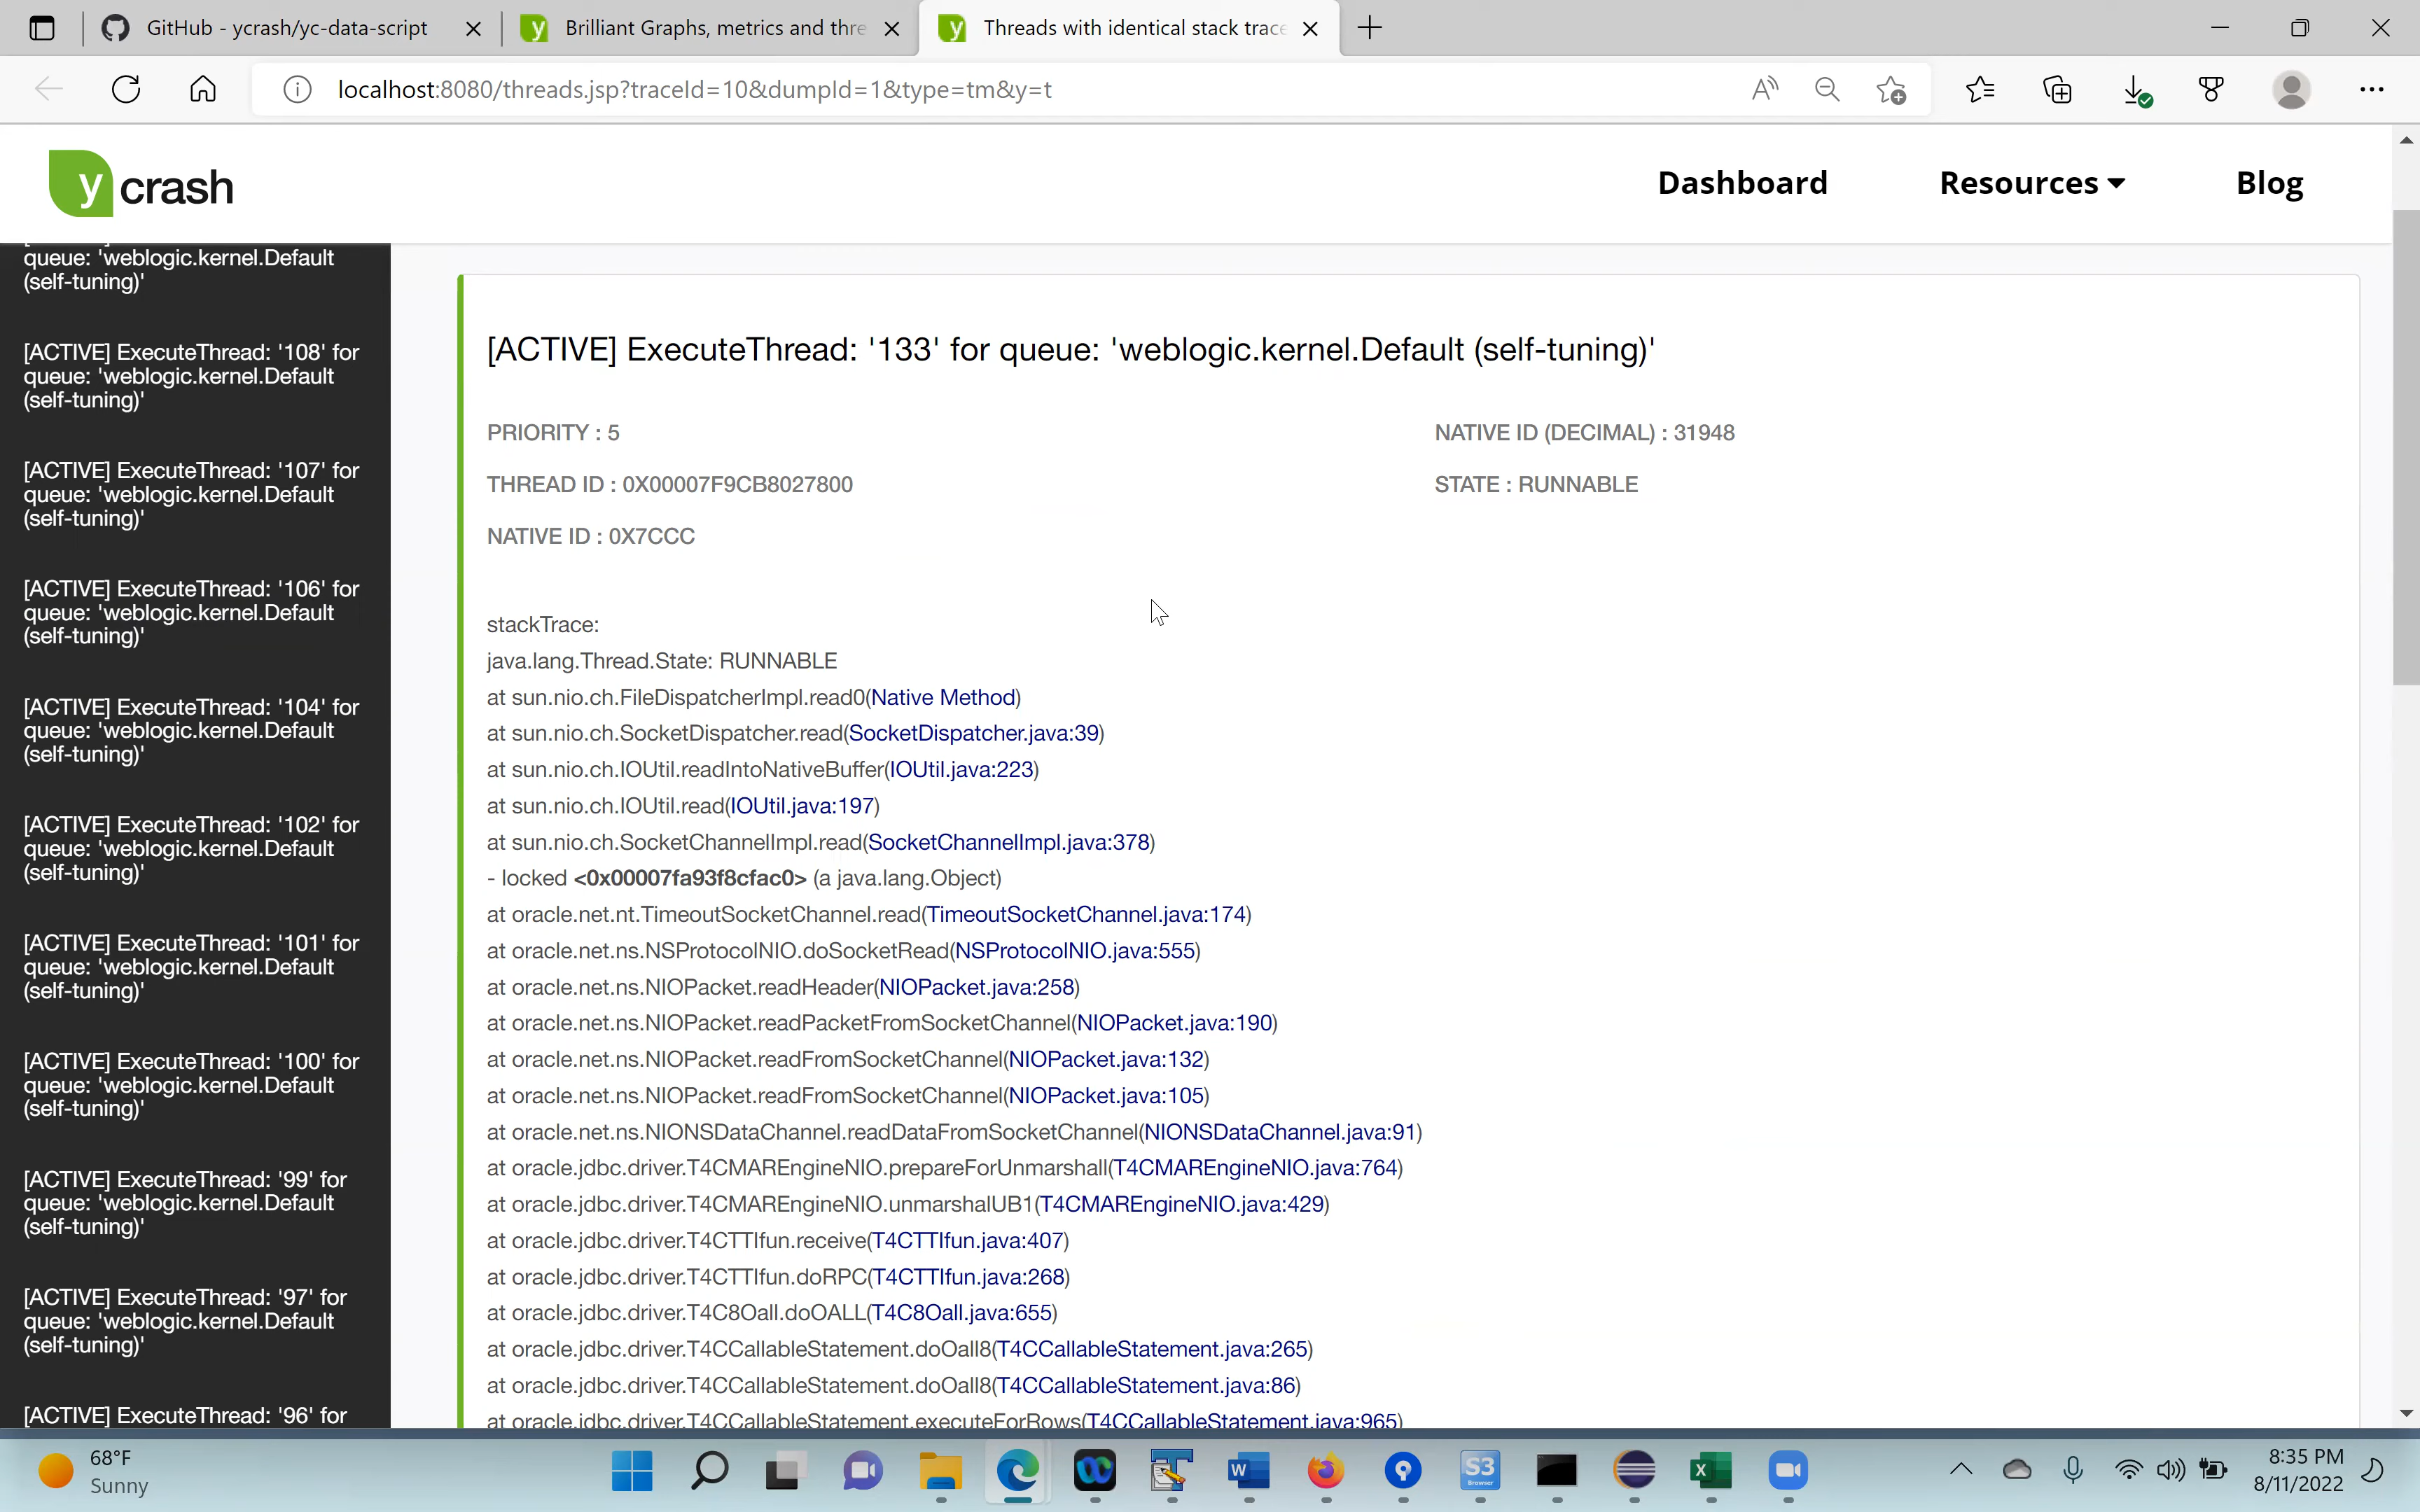 GitHub - ycrash/yc-data-script
Brilliant Graphs, metrics and thre
Threads with identical stack trace
localhost:8080/threads.jsp?traceId=10&dumpId=1&type=tm&y=t
y crash
Dashboard
Resources
Blog
queue: 'weblogic.kernel.Default
(self-tuning)'
[ACTIVE] ExecuteThread: '108' for
queue: 'weblogic.kernel.Default
(self-tuning)'
[ACTIVE] ExecuteThread: '107' for
queue: 'weblogic.kernel.Default
(self-tuning)'
[ACTIVE] ExecuteThread: '106' for
queue: 'weblogic.kernel.Default
(self-tuning)'
[ACTIVE] ExecuteThread: '104' for
queue: 'weblogic.kernel.Default
(self-tuning)'
[ACTIVE] ExecuteThread: '102' for
queue: 'weblogic.kernel.Default
(self-tuning)'
[ACTIVE] ExecuteThread: '101' for
queue: 'weblogic.kernel.Default
(self-tuning)'
[ACTIVE] ExecuteThread: '100' for
queue: 'weblogic.kernel.Default
(self-tuning)'
[ACTIVE] ExecuteThread: '99' for
queue: 'weblogic.kernel.Default
(self-tuning)'
[ACTIVE] ExecuteThread: '97' for
queue: 'weblogic.kernel.Default
(self-tuning)'
[ACTIVE] ExecuteThread: '96' for
[ACTIVE] ExecuteThread: '133' for queue: 'weblogic.kernel.Default (self-tuning)'
PRIORITY : 5
NATIVE ID (DECIMAL) : 31948
THREAD ID : 0X00007F9CB8027800
STATE : RUNNABLE
NATIVE ID : 0X7CCC
stackTrace:
java.lang.Thread.State: RUNNABLE
at sun.nio.ch.FileDispatcherImpl.read0(Native Method)
at sun.nio.ch.SocketDispatcher.read(SocketDispatcher.java:39)
at sun.nio.ch.IOUtil.readIntoNativeBuffer(IOUtil.java:223)
at sun.nio.ch.IOUtil.read(IOUtil.java:197)
at sun.nio.ch.SocketChannelImpl.read(SocketChannelImpl.java:378)
- locked <0x00007fa93f8cfac0> (a java.lang.Object)
at oracle.net.nt.TimeoutSocketChannel.read(TimeoutSocketChannel.java:174)
at oracle.net.ns.NSProtocolNIO.doSocketRead(NSProtocolNIO.java:555)
at oracle.net.ns.NIOPacket.readHeader(NIOPacket.java:258)
at oracle.net.ns.NIOPacket.readPacketFromSocketChannel(NIOPacket.java:190)
at oracle.net.ns.NIOPacket.readFromSocketChannel(NIOPacket.java:132)
at oracle.net.ns.NIOPacket.readFromSocketChannel(NIOPacket.java:105)
at oracle.net.ns.NIONSDataChannel.readDataFromSocketChannel(NIONSDataChannel.java:91)
at oracle.jdbc.driver.T4CMAREngineNIO.prepareForUnmarshall(T4CMAREngineNIO.java:764)
at oracle.jdbc.driver.T4CMAREngineNIO.unmarshalUB1(T4CMAREngineNIO.java:429)
at oracle.jdbc.driver.T4CTTIfun.receive(T4CTTIfun.java:407)
at oracle.jdbc.driver.T4CTTIfun.doRPC(T4CTTIfun.java:268)
at oracle.jdbc.driver.T4C8Oall.doOALL(T4C8Oall.java:655)
at oracle.jdbc.driver.T4CCallableStatement.doOall8(T4CCallableStatement.java:265)
at oracle.jdbc.driver.T4CCallableStatement.doOall8(T4CCallableStatement.java:86)
at oracle.jdbc.driver.T4CCallableStatement.executeForRows(T4CCallableStatement.java:965)
68°F
Sunny
S3
Browser
8:35 PM
8/11/2022